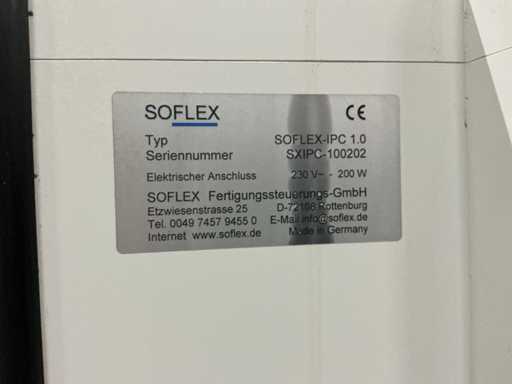 SOFLEX CE
Typ SOFLEX-IPC 1.0
Seriennummer SXIPC-100202
Elektrischer Anschluss 230 V~ - 200 W
SOFLEX Fertigungssteuerungs-GmbH
Etzwiesenstrasse 25 D-72108 Rottenburg
Tel. 0049 7457 9455 0 E-Mail info@soflex.de
Internet www.soflex.de Made in Germany